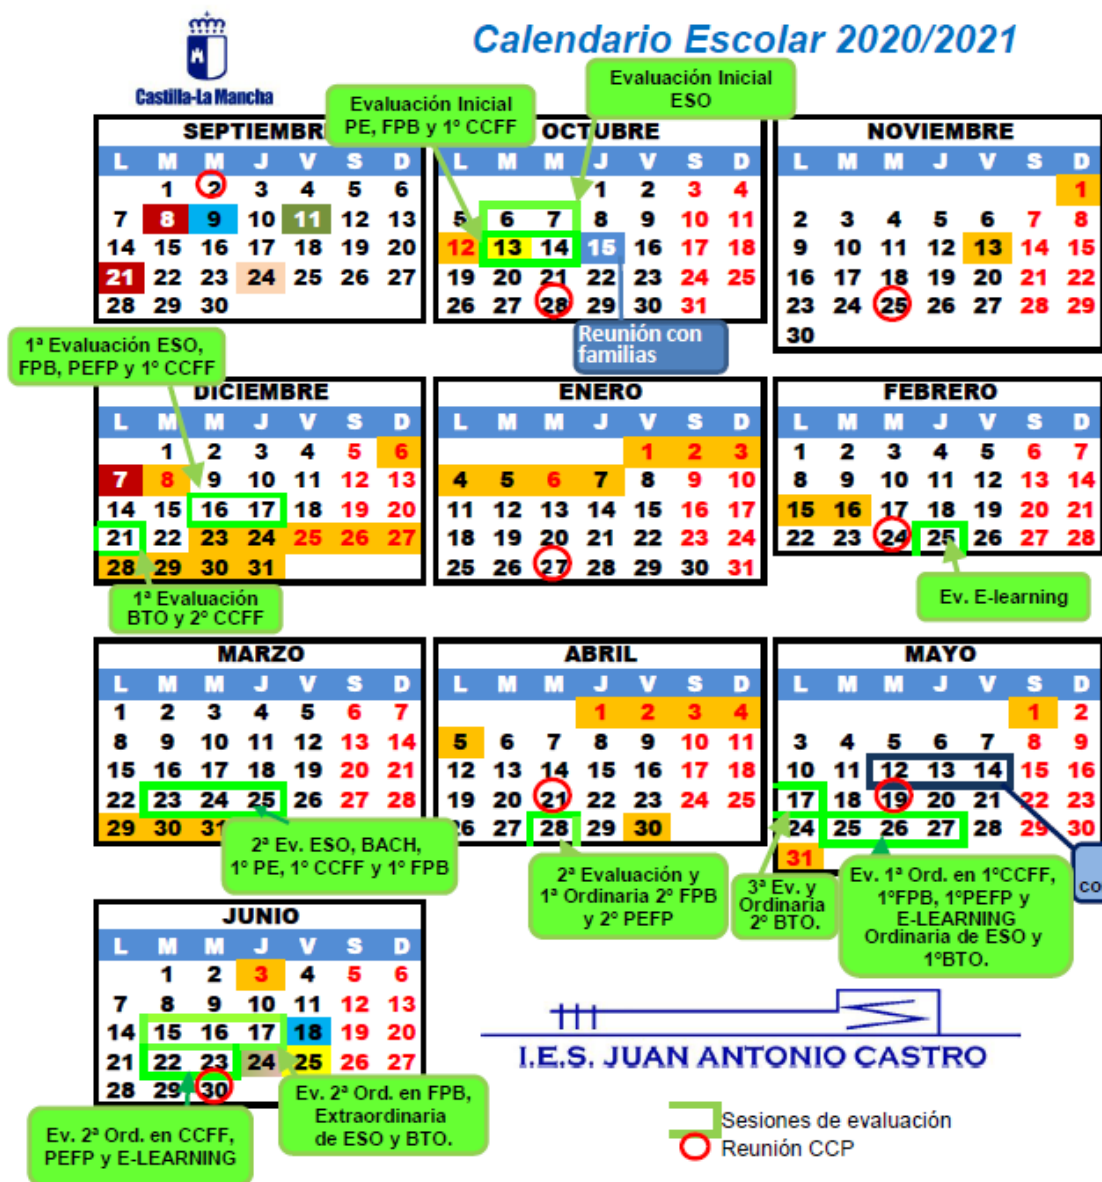 Calendario Escolar 2020/2021
Castilla-La Mancha
Evaluación Inicial
PE, FPB y 1º CCFF
Evaluación Inicial
ESO
SEPTIEMBR
L M M J V S D
1 2 3 4 5 6
7 8 9 10 11 12 13
14 15 16 17 18 19 20
21 22 23 24 25 26 27
28 29 30
OCTUBRE
L M M J V S D
1 2 3 4
5 6 7 8 9 10 11
12 13 14 15 16 17 18
19 20 21 22 23 24 25
26 27 28 29 30 31
Reunión con
familias
NOVIEMBRE
L M M J V S D
1
2 3 4 5 6 7 8
9 10 11 12 13 14 15
16 17 18 19 20 21 22
23 24 25 26 27 28 29
30
1ª Evaluación ESO,
FPB, PEFP y 1º CCFF
DICIEMBRE
L M M J V S D
1 2 3 4 5 6
7 8 9 10 11 12 13
14 15 16 17 18 19 20
21 22 23 24 25 26 27
28 29 30 31
1ª Evaluación
BTO y 2º CCFF
ENERO
L M M J V S D
1 2 3
4 5 6 7 8 9 10
11 12 13 14 15 16 17
18 19 20 21 22 23 24
25 26 27 28 29 30 31
FEBRERO
L M M J V S D
1 2 3 4 5 6 7
8 9 10 11 12 13 14
15 16 17 18 19 20 21
22 23 24 25 26 27 28
Ev. E-learning
MARZO
L M M J V S D
1 2 3 4 5 6 7
8 9 10 11 12 13 14
15 16 17 18 19 20 21
22 23 24 25 26 27 28
29 30 31
2ª Ev. ESO, BACH,
1º PE, 1º CCFF y 1º FPB
ABRIL
L M M J V S D
1 2 3 4
5 6 7 8 9 10 11
12 13 14 15 16 17 18
19 20 21 22 23 24 25
26 27 28 29 30
2ª Evaluación y
1ª Ordinaria 2º FPB
y 2º PEFP
MAYO
L M M J V S D
1 2
3 4 5 6 7 8 9
10 11 12 13 14 15 16
17 18 19 20 21 22 23
24 25 26 27 28 29 30
31
co
3ª Ev. y
Ordinaria
2º BTO.
Ev. 1ª Ord. en 1ºCCFF,
1ºFPB, 1ºPEFP y
E-LEARNING
Ordinaria de ESO y
1ºBTO.
JUNIO
L M M J V S D
1 2 3 4 5 6
7 8 9 10 11 12 13
14 15 16 17 18 19 20
21 22 23 24 25 26 27
28 29 30
Ev. 2ª Ord. en CCFF,
PEFP y E-LEARNING
Ev. 2ª Ord. en FPB,
Extraordinaria
de ESO y BTO.
I.E.S. JUAN ANTONIO CASTRO
Sesiones de evaluación
Reunión CCP